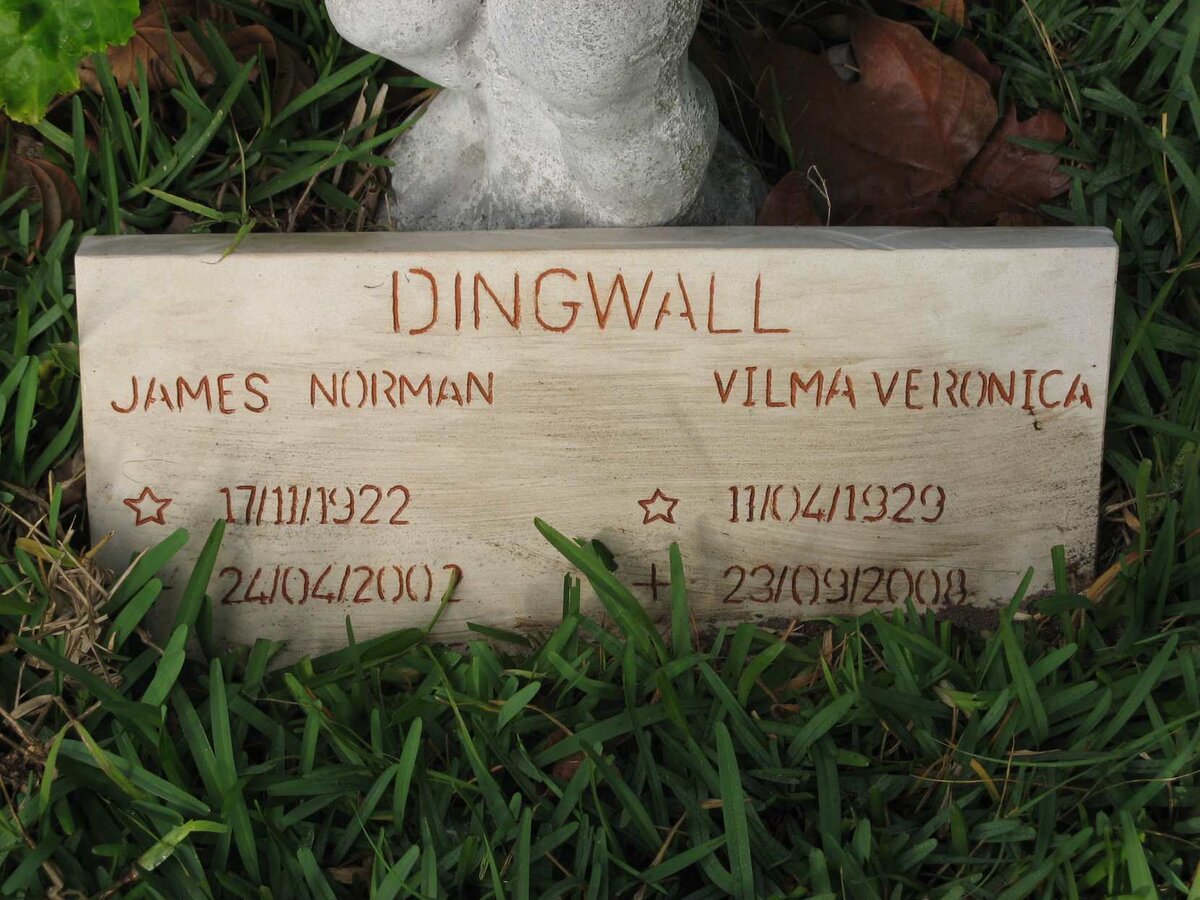 DINGWALL
JAMES NORMAN VILMA VERONICA
17/11/1922 11/04/1929
24/04/2002 + 23/09/2008